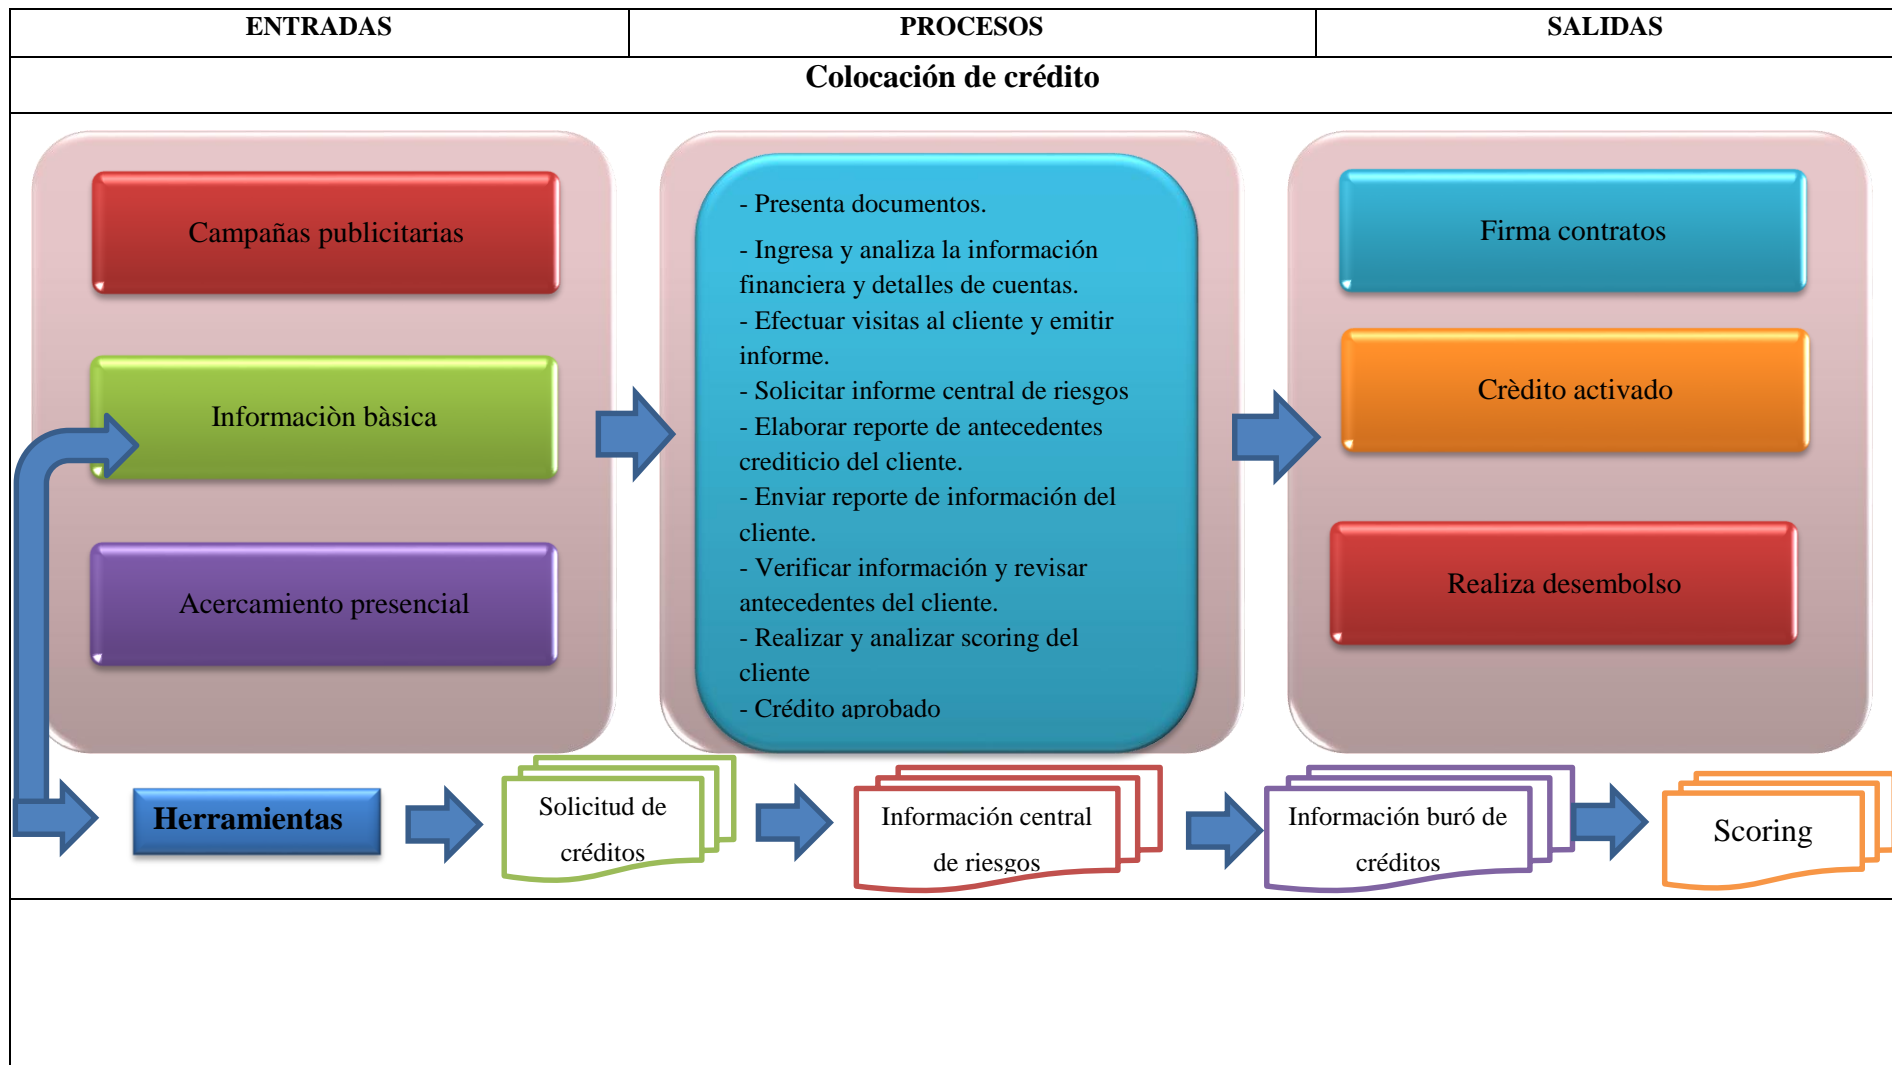 ENTRADAS
PROCESOS
SALIDAS
Colocación de crédito
Campañas publicitarias
Informaciòn bàsica
Acercamiento presencial
- Presenta documentos.
- Ingresa y analiza la información
financiera y detalles de cuentas.
- Efectuar visitas al cliente y emitir
informe.
- Solicitar informe central de riesgos
- Elaborar reporte de antecedentes
crediticio del cliente.
- Enviar reporte de información del
cliente.
- Verificar información y revisar
antecedentes del cliente.
- Realizar y analizar scoring del
cliente
- Crédito aprobado
Firma contratos
Crèdito activado
Realiza desembolso
Herramientas
Solicitud de
créditos
Información central
de riesgos
Información buró de
créditos
Scoring